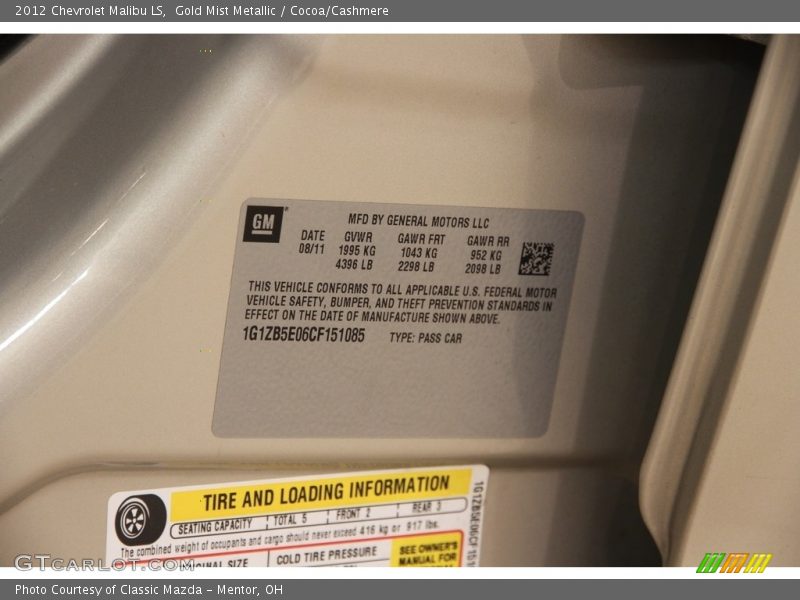 2012 Chevrolet Malibu LS, Gold Mist Metallic / Cocoa/Cashmere
GM
MFD BY GENERAL MOTORS LLC
DATE GVWR GAWR FRT GAWR RR
08/11 1995 KG 1043 KG 952 KG
4396 LB 2298 LB 2098 LB
THIS VEHICLE CONFORMS TO ALL APPLICABLE U.S. FEDERAL MOTOR
VEHICLE SAFETY, BUMPER, AND THEFT PREVENTION STANDARDS IN
EFFECT ON THE DATE OF MANUFACTURE SHOWN ABOVE.
1G1ZB5E06CF151085 TYPE: PASS CAR
TIRE AND LOADING INFORMATION
SEATING CAPACITY TOTAL 5 FRONT 2 REAR 3
The combined weight of occupants and cargo should never exceed 416 kg or 917 lbs.
SIZE COLD TIRE PRESSURE SEE OWNER'S
MANUAL FOR
GTcarlot.com
Photo Courtesy of Classic Mazda - Mentor, OH